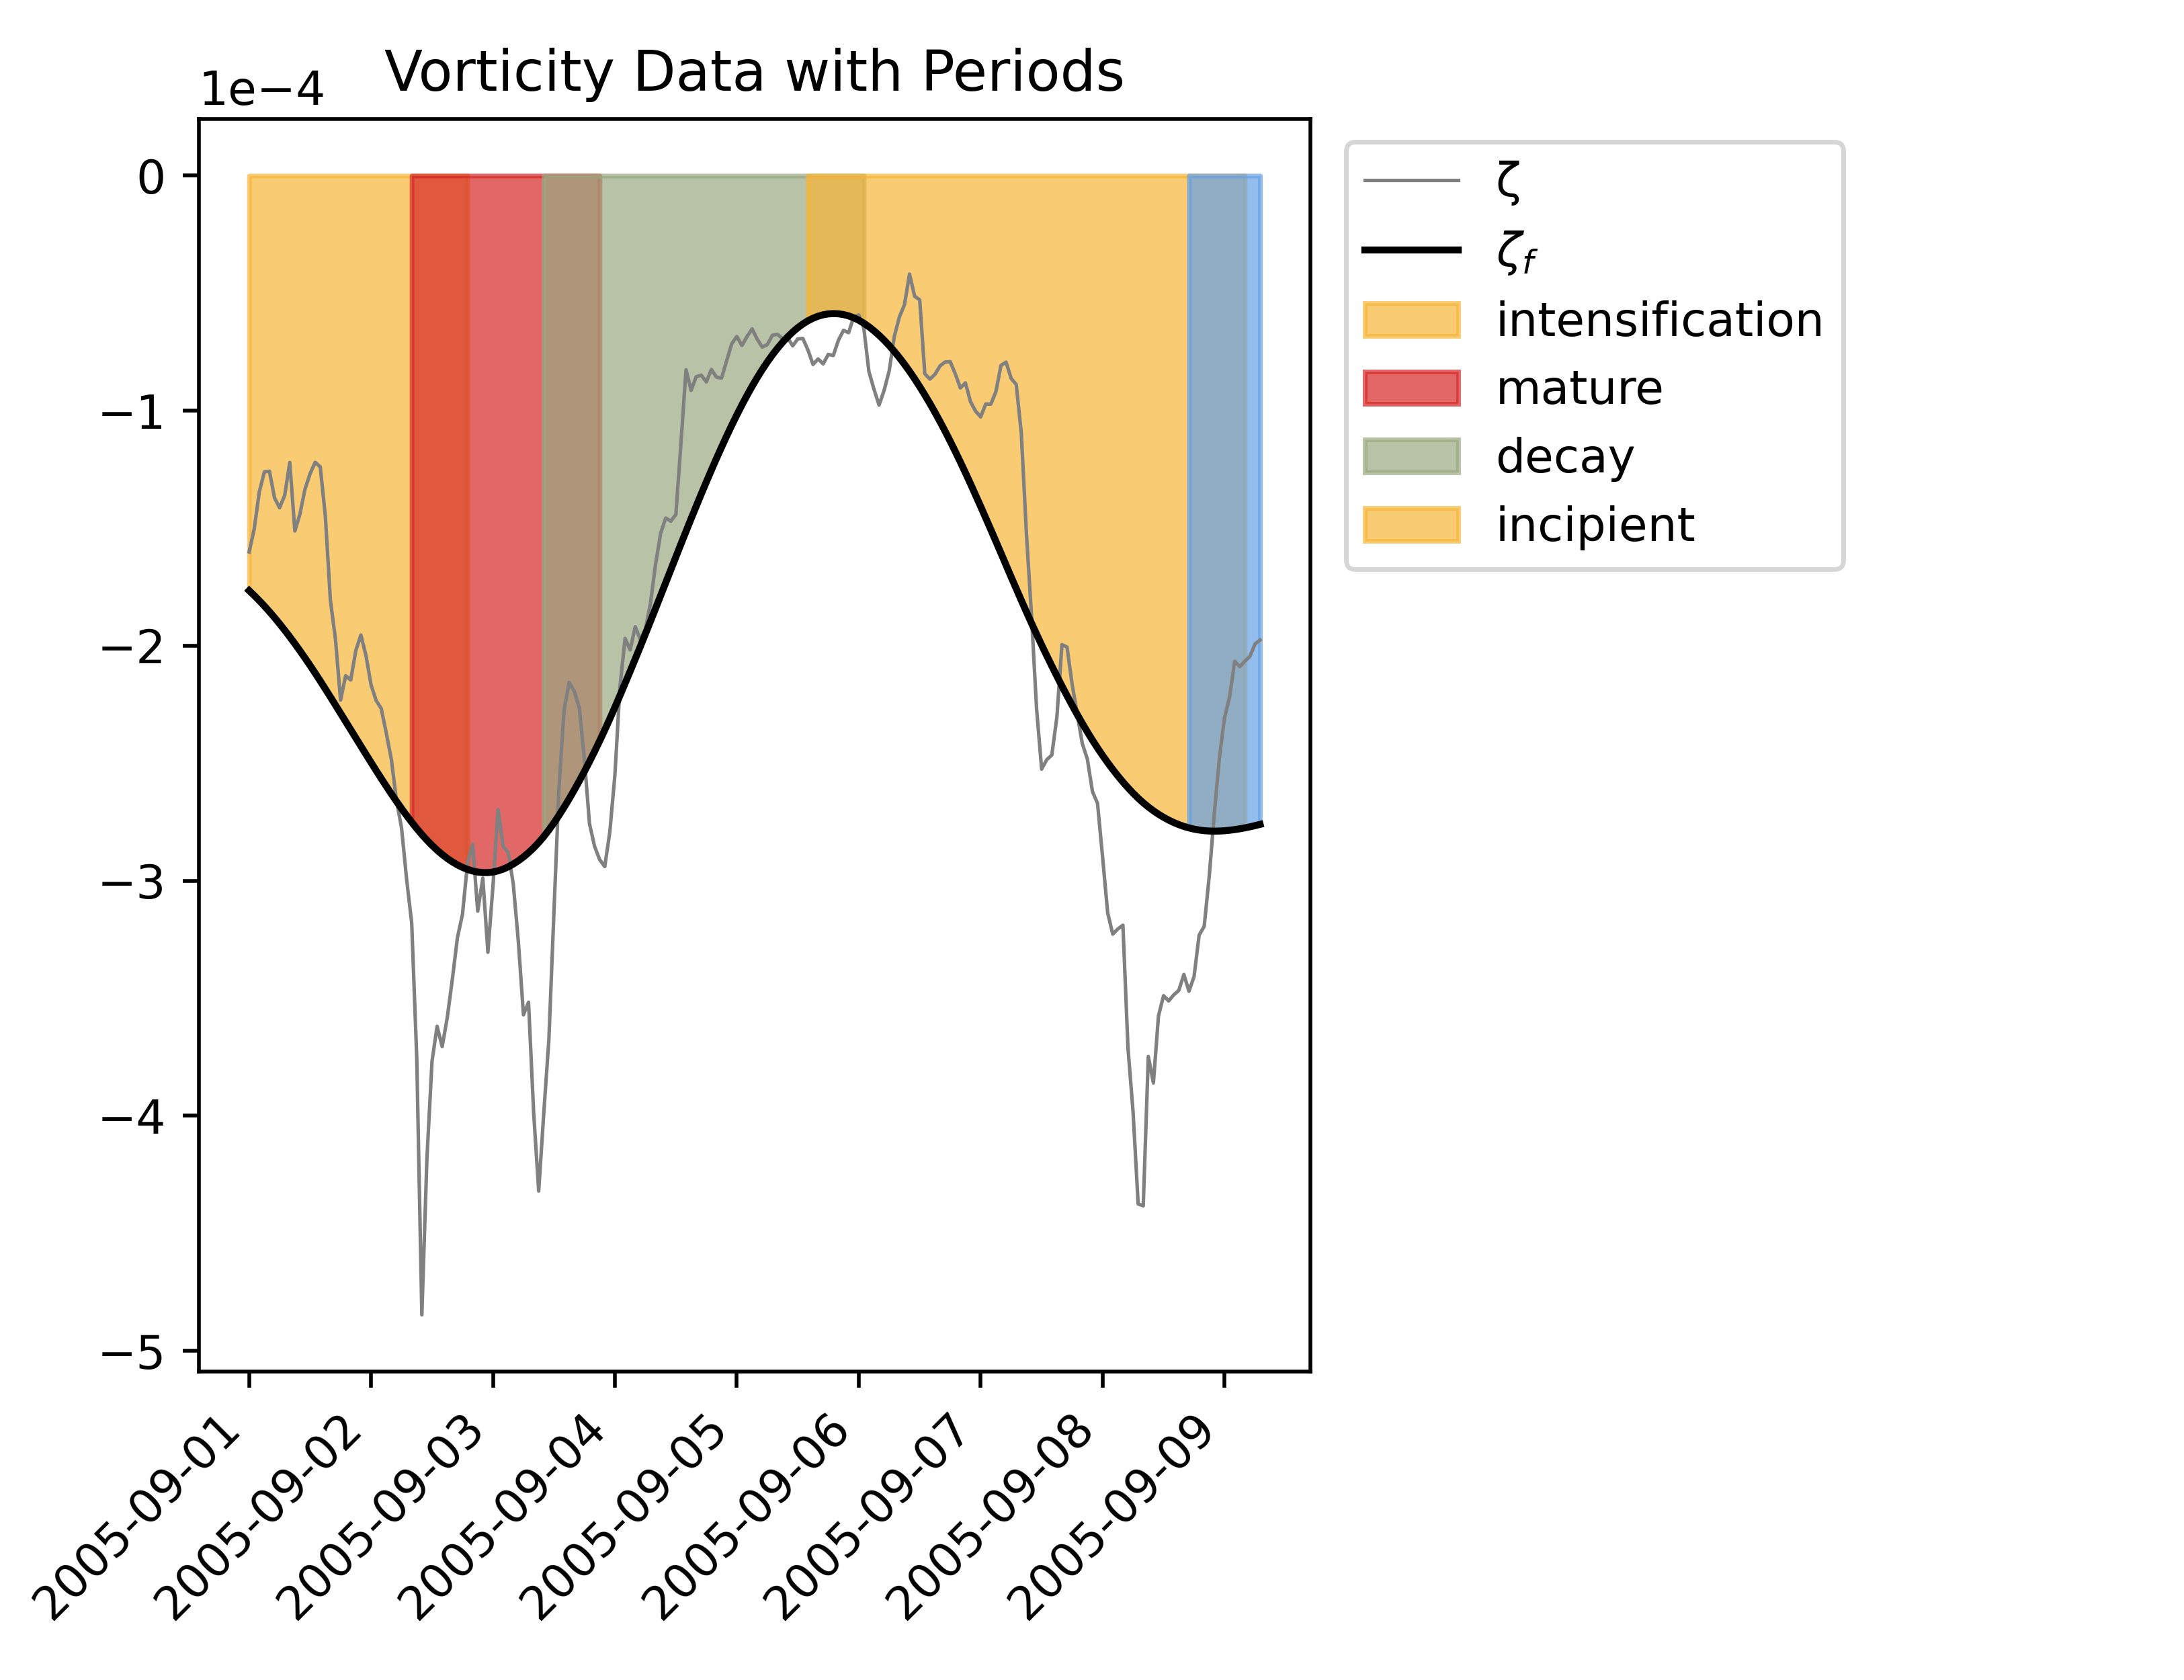 Vorticity Data with Periods
1e−4
0
−1
−2
−3
−4
−5
2005-09-01
2005-09-02
2005-09-03
2005-09-04
2005-09-05
2005-09-06
2005-09-07
2005-09-08
2005-09-09
ζ
ζf
intensification
mature
decay
incipient